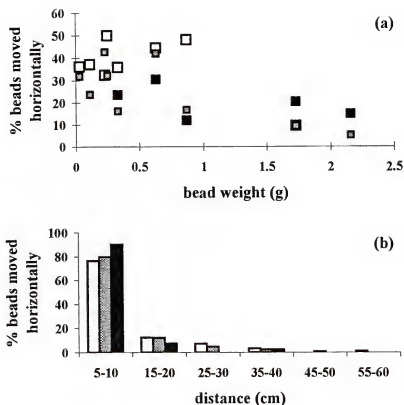 (a)
% beads moved
horizontally
60
50
40
30
20
10
0
0 0.5 1 1.5 2 2.5
bead weight (g)
(b)
% beads moved
horizontally
100
80
60
40
20
0
5-10 15-20 25-30 35-40 45-50 55-60
distance (cm)